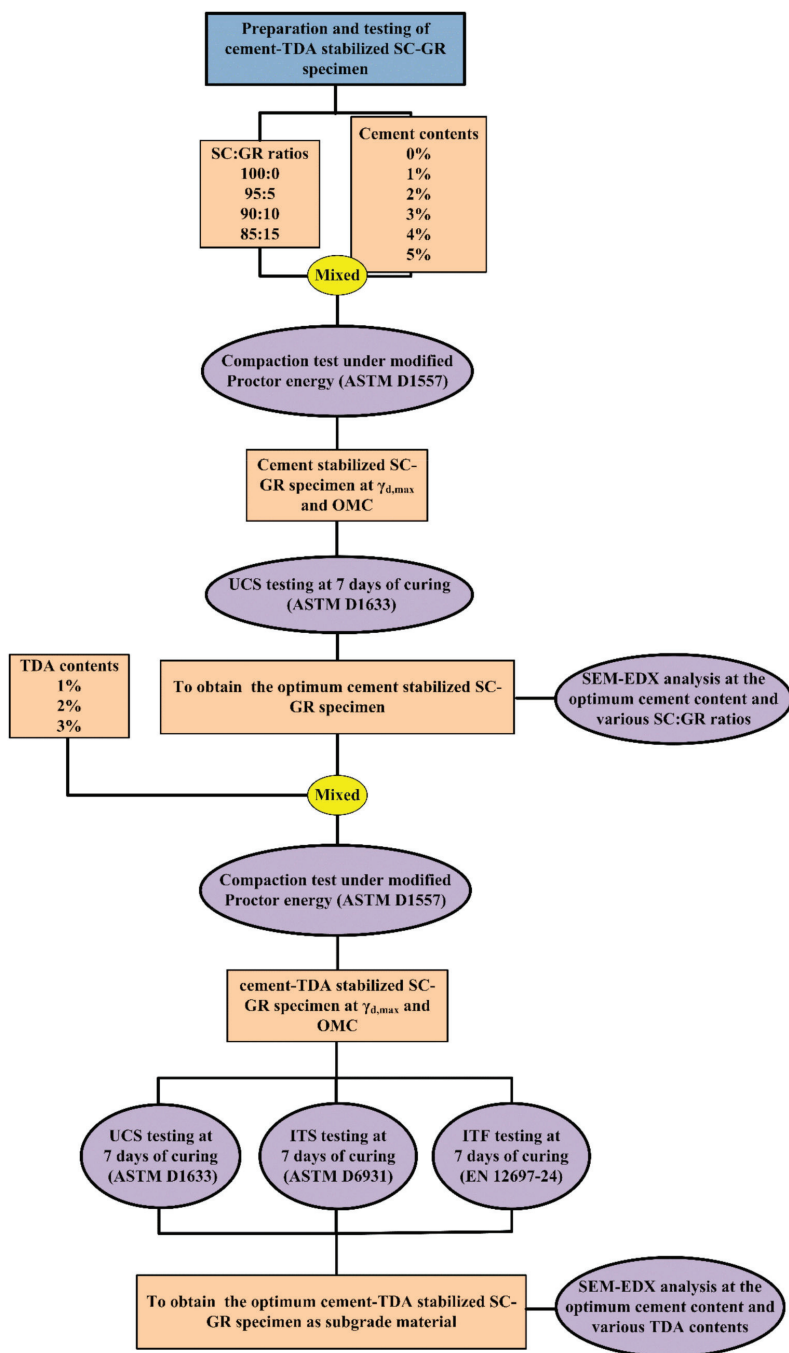 Preparation and testing of
cement-TDA stabilized SC-GR
specimen
SC:GR ratios
100:0
95:5
90:10
85:15
Cement contents
0%
1%
2%
3%
4%
5%
Mixed
Compaction test under modified
Proctor energy (ASTM D1557)
Cement stabilized SC-
GR specimen at γd,max
and OMC
UCS testing at 7 days of curing
(ASTM D1633)
TDA contents
1%
2%
3%
To obtain the optimum cement stabilized SC-
GR specimen
SEM-EDX analysis at the
optimum cement content and
various SC:GR ratios
Mixed
Compaction test under modified
Proctor energy (ASTM D1557)
cement-TDA stabilized SC-
GR specimen at γd,max and
OMC
UCS testing at
7 days of curing
(ASTM D1633)
ITS testing at
7 days of curing
(ASTM D6931)
ITF testing at
7 days of curing
(EN 12697-24)
To obtain the optimum cement-TDA stabilized SC-
GR specimen as subgrade material
SEM-EDX analysis at the
optimum cement content and
various TDA contents